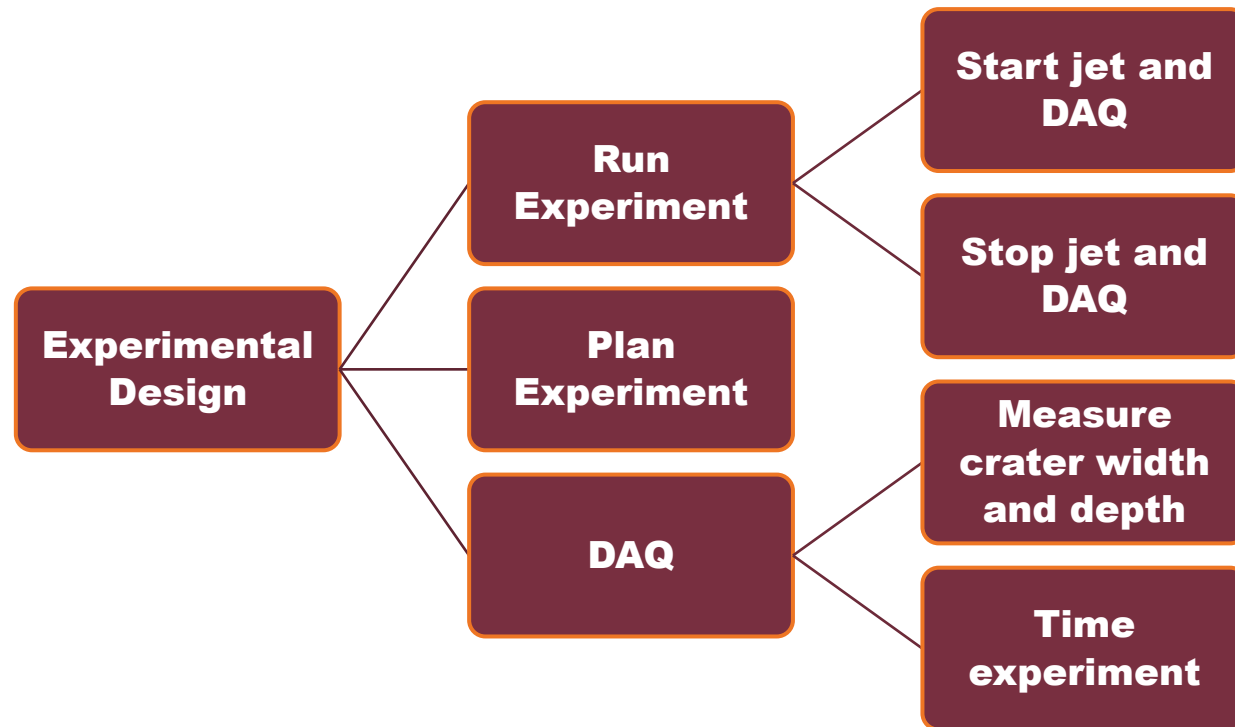 Experimental
Design
Run
Experiment
Plan
Experiment
DAQ
Start jet and
DAQ
Stop jet and
DAQ
Measure
crater width
and depth
Time
experiment